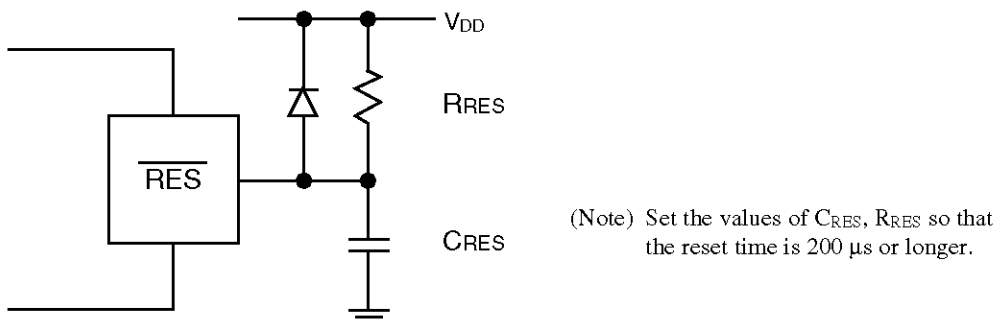 VDD
RRES
RES
CRES
(Note) Set the values of CRES, RRES so that
the reset time is 200 μs or longer.